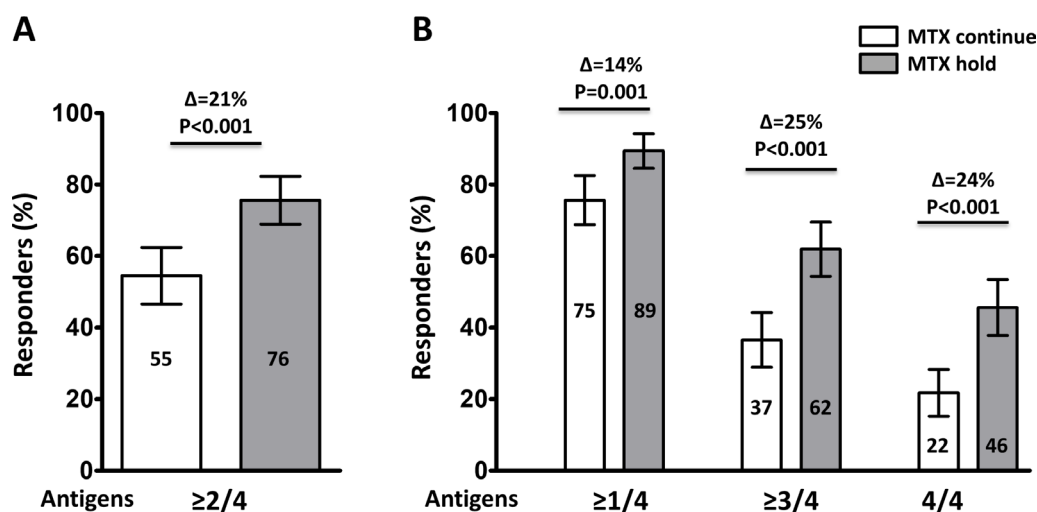 A
Δ=21%
P<0.001
Responders (%)
100
80
60
40
20
0
55
76
Antigens
≥2/4
B
MTX continue
MTX hold
Δ=14%
P=0.001
Δ=25%
P<0.001
Δ=24%
P<0.001
Responders (%)
100
80
60
40
20
0
75
89
37
62
22
46
Antigens
≥1/4
≥3/4
4/4